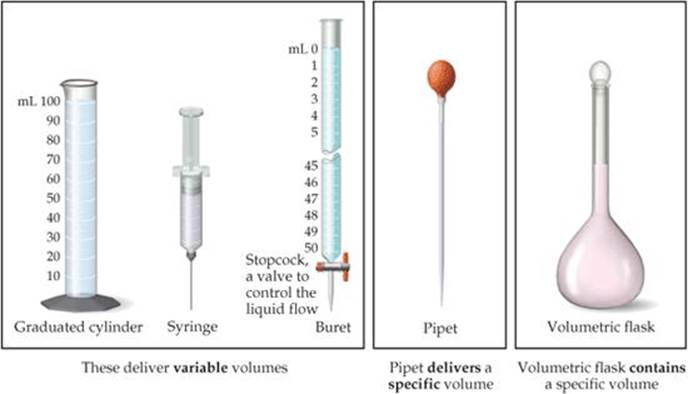 mL 100
90
80
70
60
50
40
30
20
10
Graduated cylinder
Syringe
mL 0
1
2
3
4
5
45
46
47
48
49
50
Stopcock,
a valve to
control the
liquid flow
Buret
These deliver variable volumes
Pipet
Pipet delivers a
specific volume
Volumetric flask
Volumetric flask contains
a specific volume